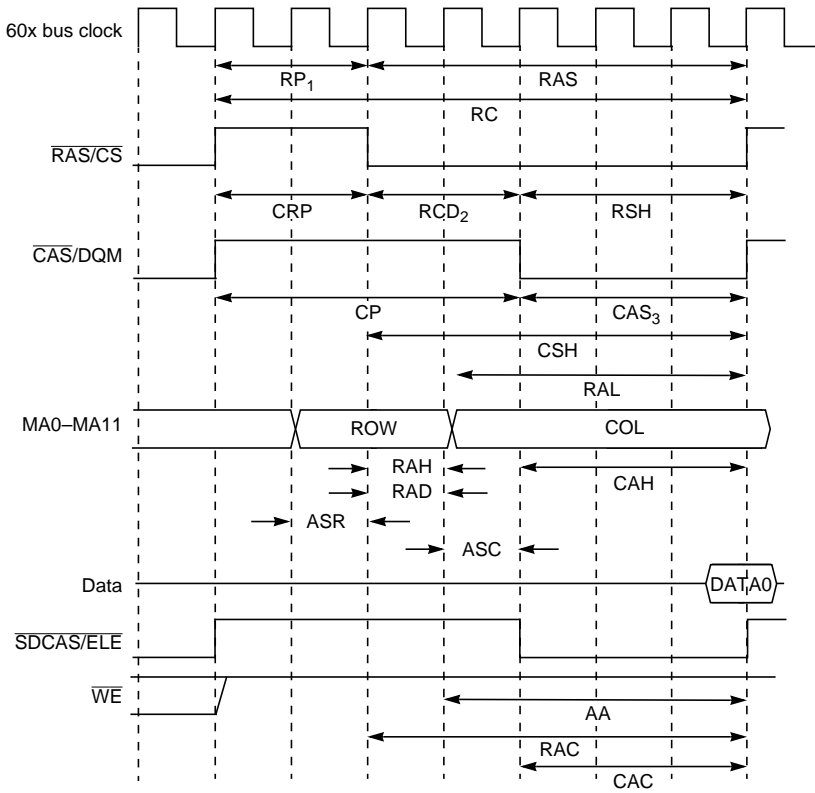 60x bus clock
RP1
RAS
RC
RAS/CS
CRP
RCD2
RSH
CAS/DQM
CP
CAS3
CSH
RAL
MA0–MA11
ROW
COL
RAH
CAH
RAD
ASR
ASC
Data
DATA0
SDCAS/ELE
WE
AA
RAC
CAC